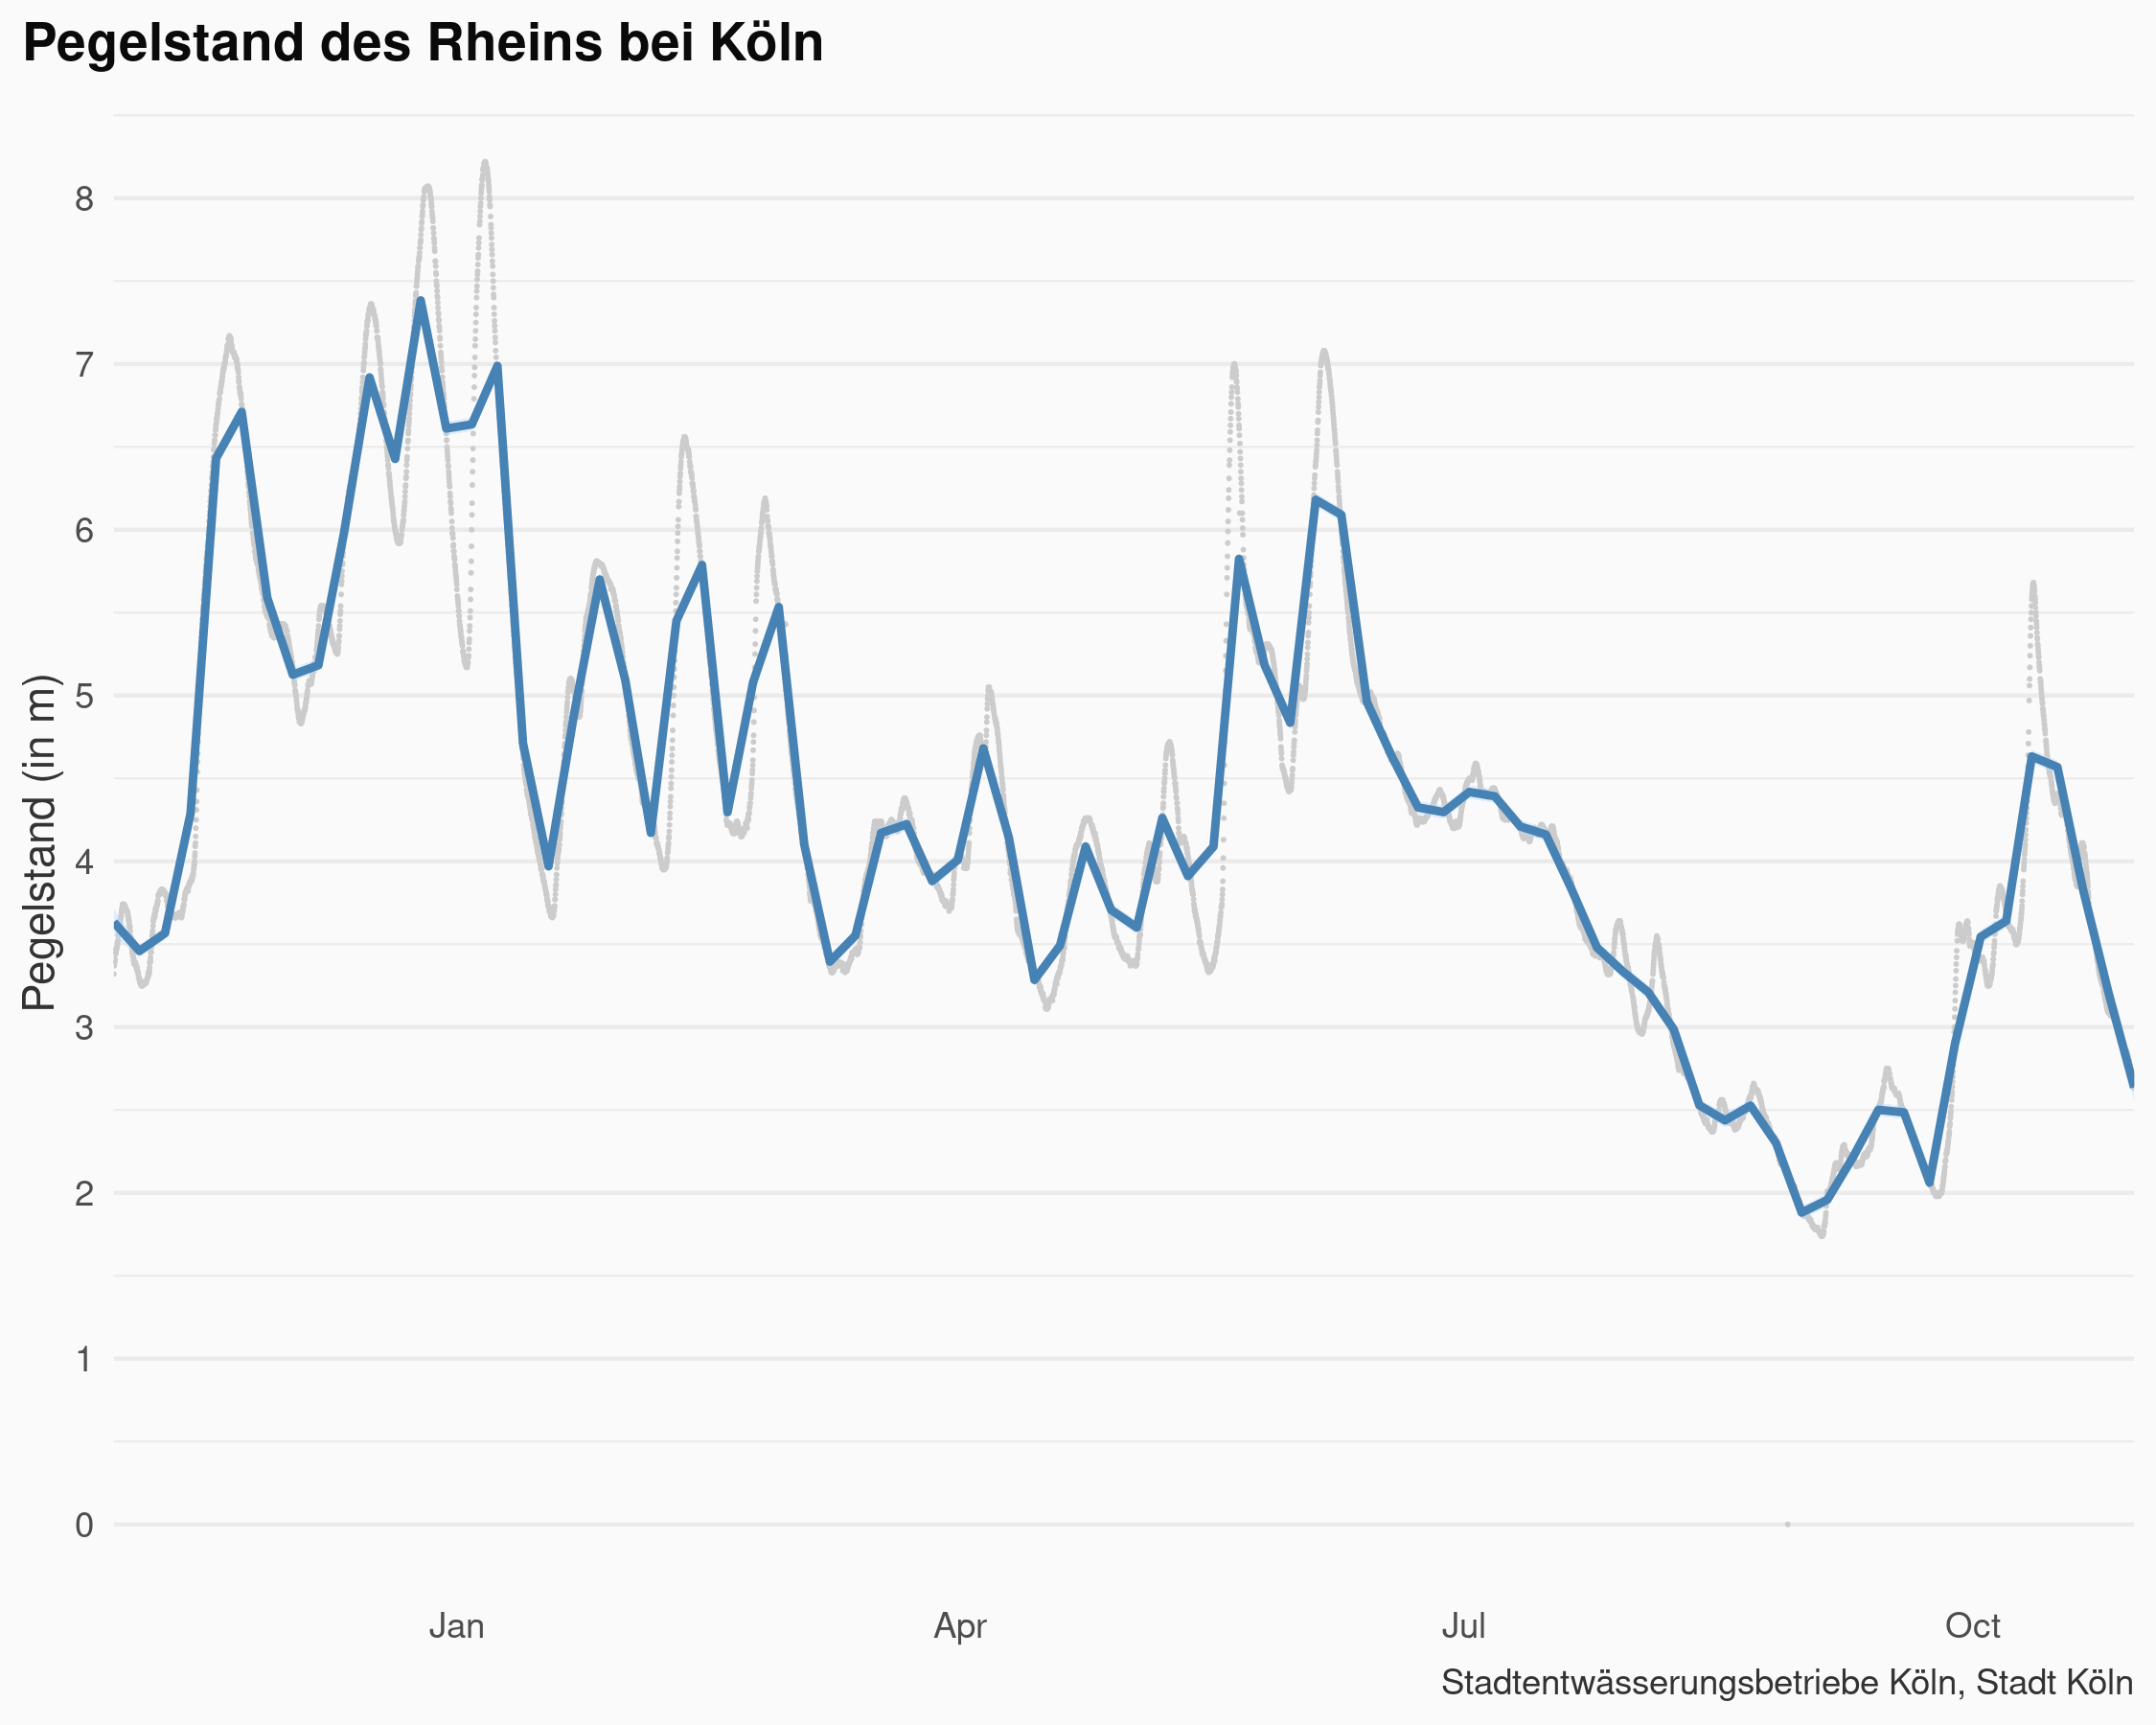 Pegelstand des Rheins bei Köln
Pegelstand (in m)
8
7
6
5
4
3
2
1
0
Jan Apr Jul Oct
Stadtentwässerungsbetriebe Köln, Stadt Köln